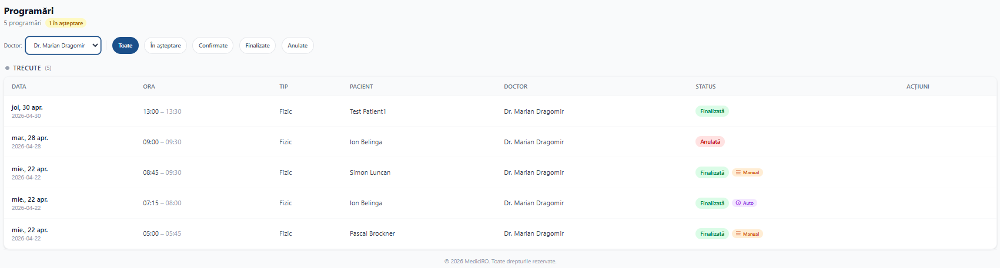 Programări
5 programări 1 în așteptare
Doctor: Dr. Marian Dragomir Toate În așteptare Confirmate Finalizate Anulate
TRECUTE (5)
DATA ORA TIP PACIENT DOCTOR STATUS ACȚIUNI
joi, 30 apr.
2026-04-30
13:00 – 13:30 Fizic Test Patient1 Dr. Marian Dragomir Finalizată
mar., 28 apr.
2026-04-28
09:00 – 09:30 Fizic Ion Belinga Dr. Marian Dragomir Anulată
mie., 22 apr.
2026-04-22
08:45 – 09:30 Fizic Simon Luncan Dr. Marian Dragomir Finalizată Manual
mie., 22 apr.
2026-04-22
07:15 – 08:00 Fizic Ion Belinga Dr. Marian Dragomir Finalizată Auto
mie., 22 apr.
2026-04-22
05:00 – 05:45 Fizic Pascal Brockner Dr. Marian Dragomir Finalizată Manual
© 2026 MediciRO. Toate drepturile rezervate.